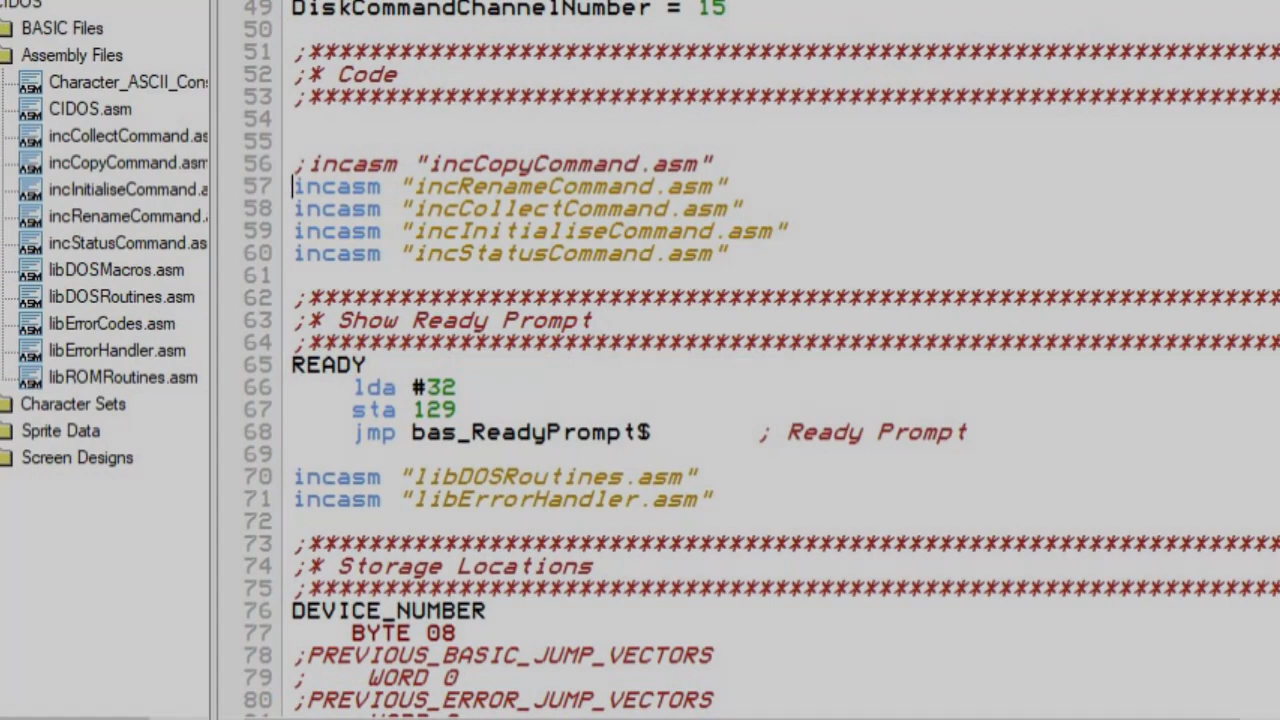 CIDOS
BASIC Files
Assembly Files
Character_ASCII_Con
CIDOS.asm
incCollectCommand.as
incCopyCommand.asm
incInitialiseCommand.a
incRenameCommand.
incStatusCommand.as
libDOSMacros.asm
libDOSRoutines.asm
libErrorCodes.asm
libErrorHandler.asm
libROMRoutines.asm
Character Sets
Sprite Data
Screen Designs
49 DiskCommandChannelNumber = 15
50
51 ;*****************************************************************
52 ;* Code
53 ;*****************************************************************
54
55
56 ;incasm "incCopyCommand.asm"
57 incasm "incRenameCommand.asm"
58 incasm "incCollectCommand.asm"
59 incasm "incInitialiseCommand.asm"
60 incasm "incStatusCommand.asm"
61
62 ;*****************************************************************
63 ;* Show Ready Prompt
64 ;*****************************************************************
65 READY
66     lda #32
67     sta 129
68     jmp bas_ReadyPrompt$       ; Ready Prompt
69
70 incasm "libDOSRoutines.asm"
71 incasm "libErrorHandler.asm"
72
73 ;*****************************************************************
74 ;* Storage Locations
75 ;*****************************************************************
76 DEVICE_NUMBER
77     BYTE 08
78 ;PREVIOUS_BASIC_JUMP_VECTORS
79 ;    WORD 0
80 ;PREVIOUS_ERROR_JUMP_VECTORS